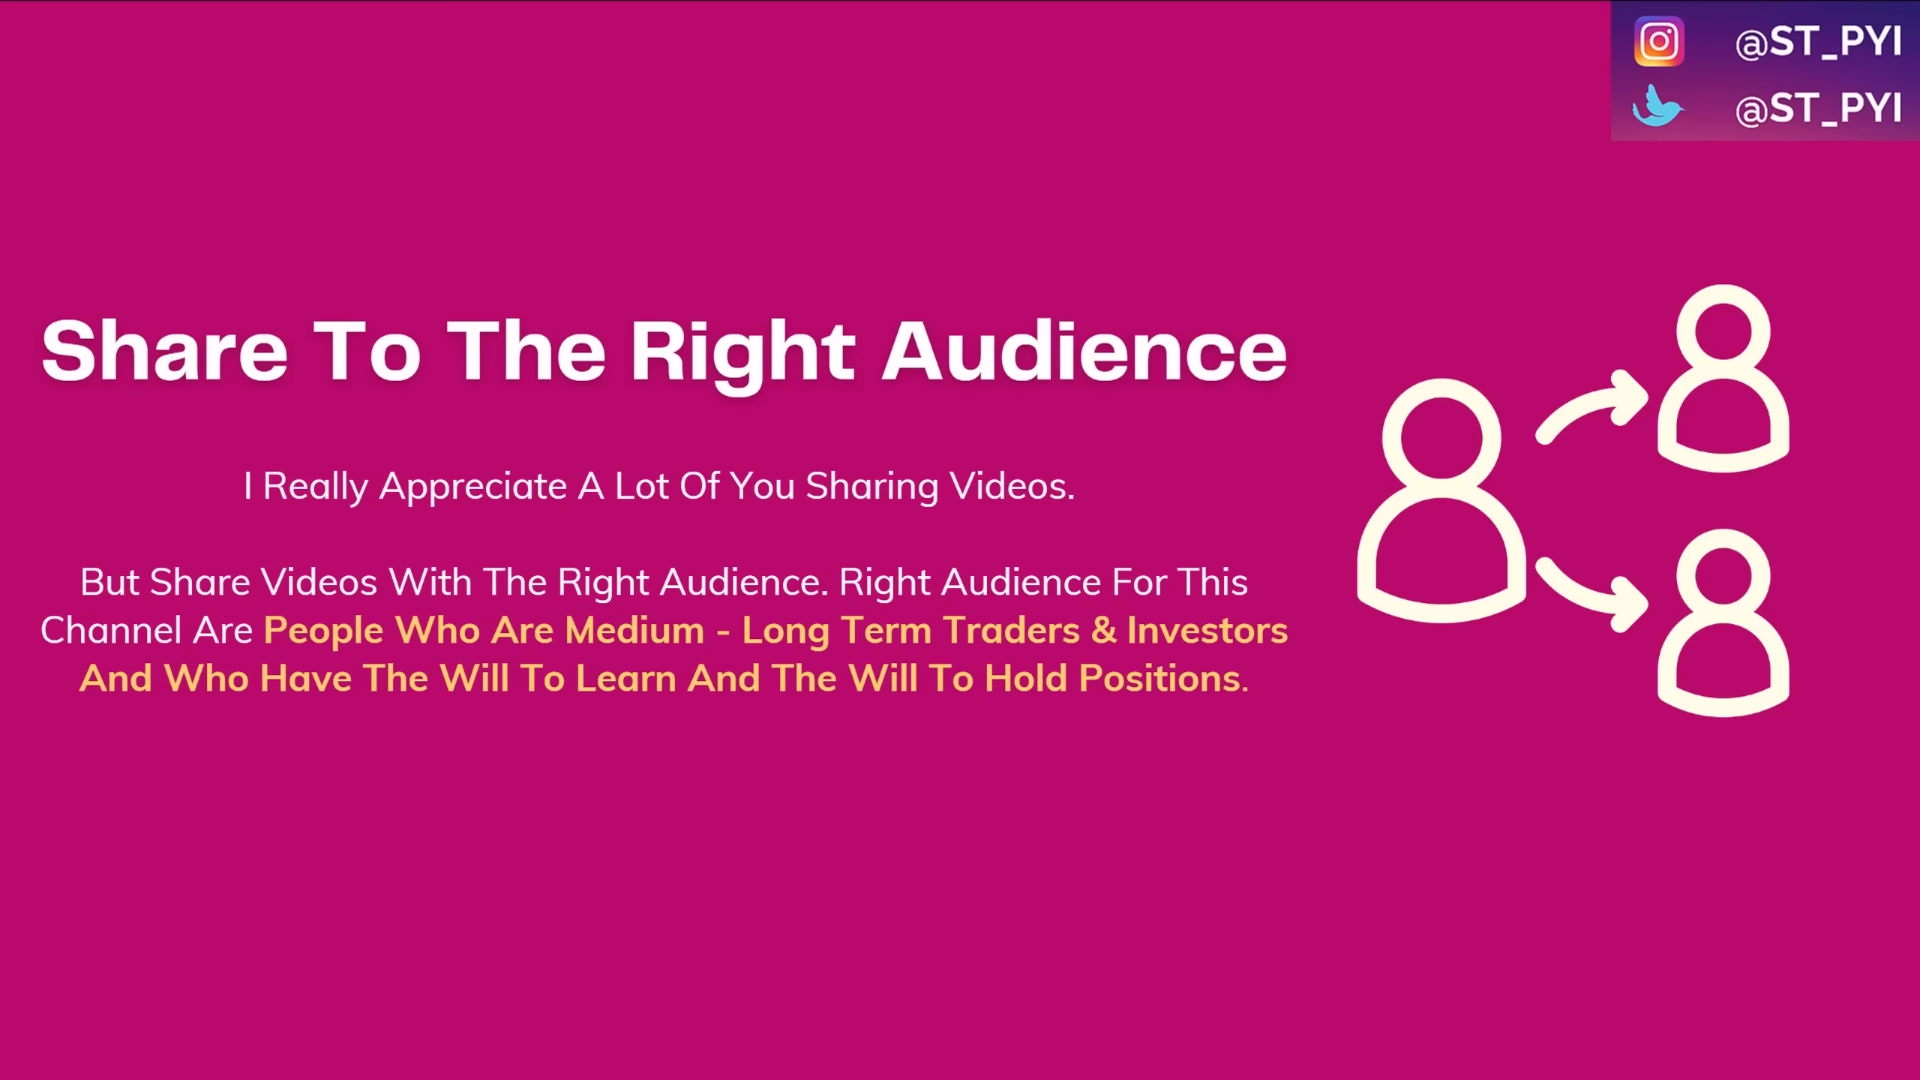 @ST_PYI
@ST_PYI
Share To The Right Audience
I Really Appreciate A Lot Of You Sharing Videos.
But Share Videos With The Right Audience. Right Audience For This
Channel Are People Who Are Medium - Long Term Traders & Investors
And Who Have The Will To Learn And The Will To Hold Positions.